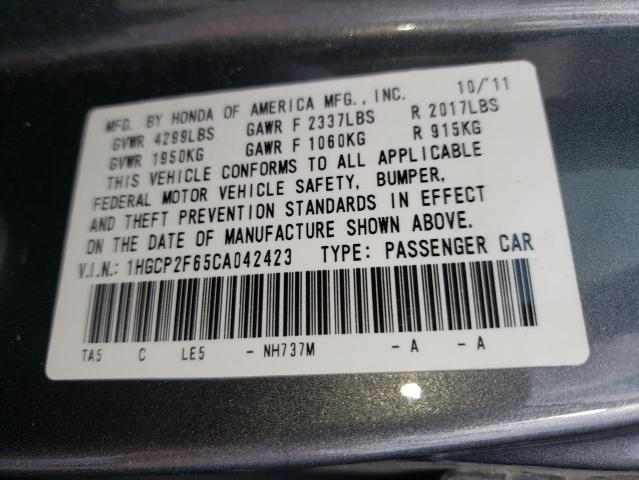 MFD. BY HONDA OF AMERICA MFG., INC. 10/'11
GVWR 4299LBS GAWR F 2337LBS R 2017LBS
GVWR 1950KG GAWR F 1060KG R 915KG
THIS VEHICLE CONFORMS TO ALL APPLICABLE
FEDERAL MOTOR VEHICLE SAFETY, BUMPER,
AND THEFT PREVENTION STANDARDS IN EFFECT
ON THE DATE OF MANUFACTURE SHOWN ABOVE.
V.I.N.: 1HGCP2F65CA042423 TYPE: PASSENGER CAR
TA5 C LE5 - NH737M - A - A